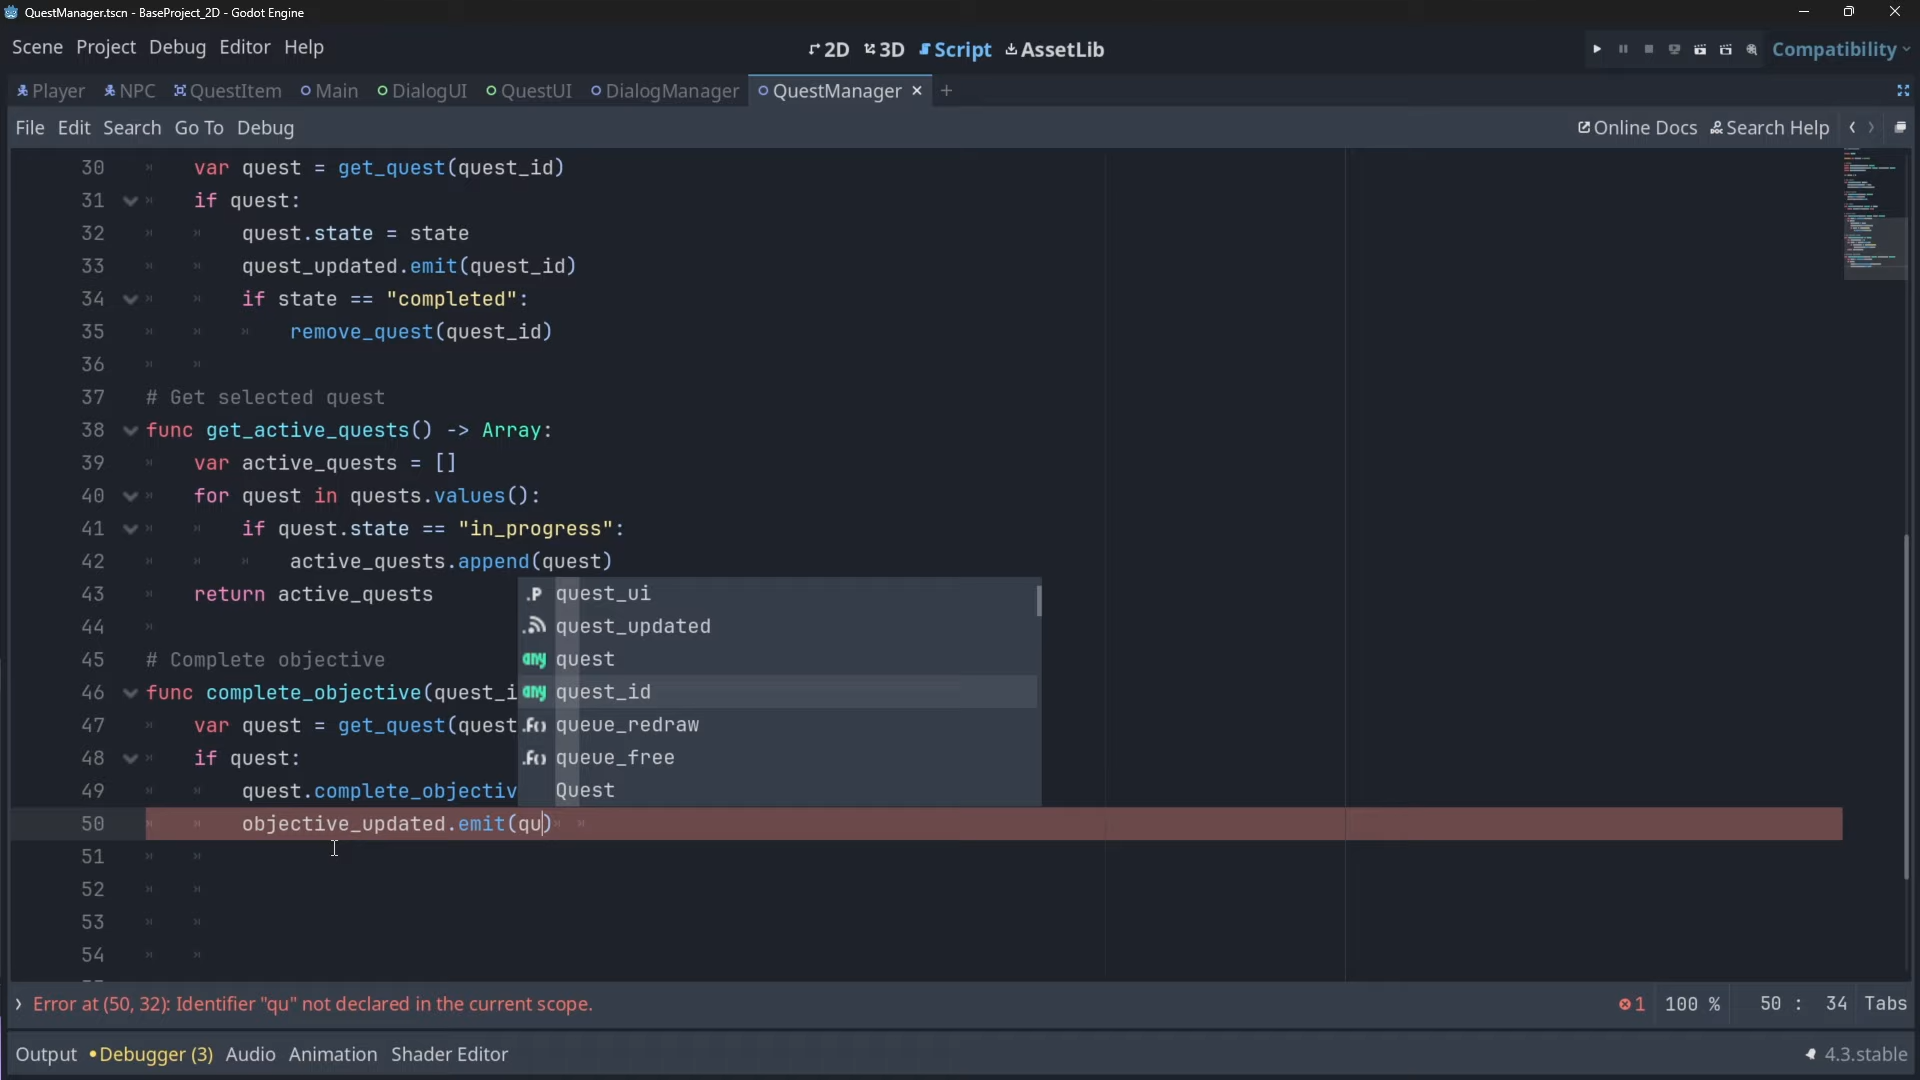 QuestManager.tscn - BaseProject_2D - Godot Engine
Scene Project Debug Editor Help
2D 3D Script AssetLib
Compatibility
Player NPC QuestItem Main DialogUI QuestUI DialogManager QuestManager
File Edit Search Go To Debug
Online Docs Search Help
30 var quest = get_quest(quest_id)
31 if quest:
32 quest.state = state
33 quest_updated.emit(quest_id)
34 if state == "completed":
35 remove_quest(quest_id)
36
37 # Get selected quest
38 func get_active_quests() -> Array:
39 var active_quests = []
40 for quest in quests.values():
41 if quest.state == "in_progress":
42 active_quests.append(quest)
43 return active_quests
44
45 # Complete objective
46 func complete_objective(quest_i
47 var quest = get_quest(quest
48 if quest:
49 quest.complete_objectiv
50 objective_updated.emit(qu)
51
52
53
54
.P quest_ui
quest_updated
any quest
any quest_id
.f() queue_redraw
.f() queue_free
Quest
Error at (50, 32): Identifier "qu" not declared in the current scope.
1 100 % 50 : 34 Tabs
Output Debugger (3) Audio Animation Shader Editor
4.3.stable